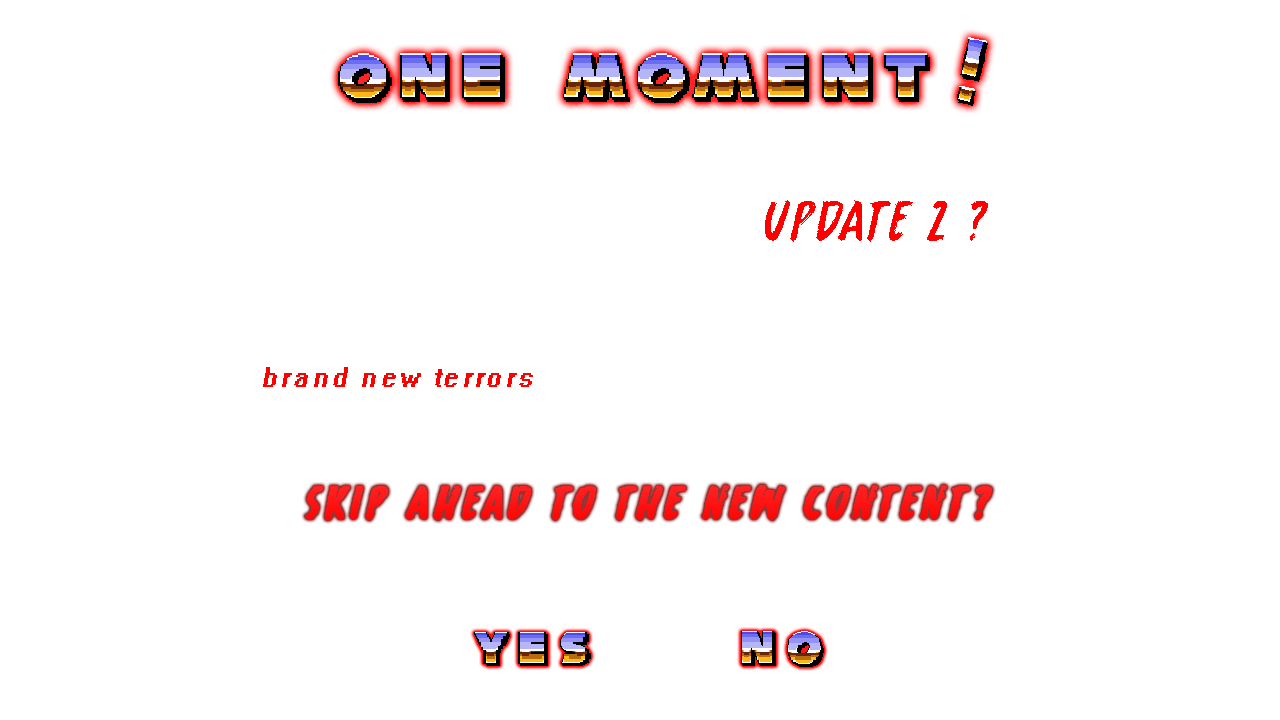 ONE MOMENT!
UPDATE 2 ?
brand new terrors
SKIP AHEAD TO THE NEW CONTENT?
YES NO